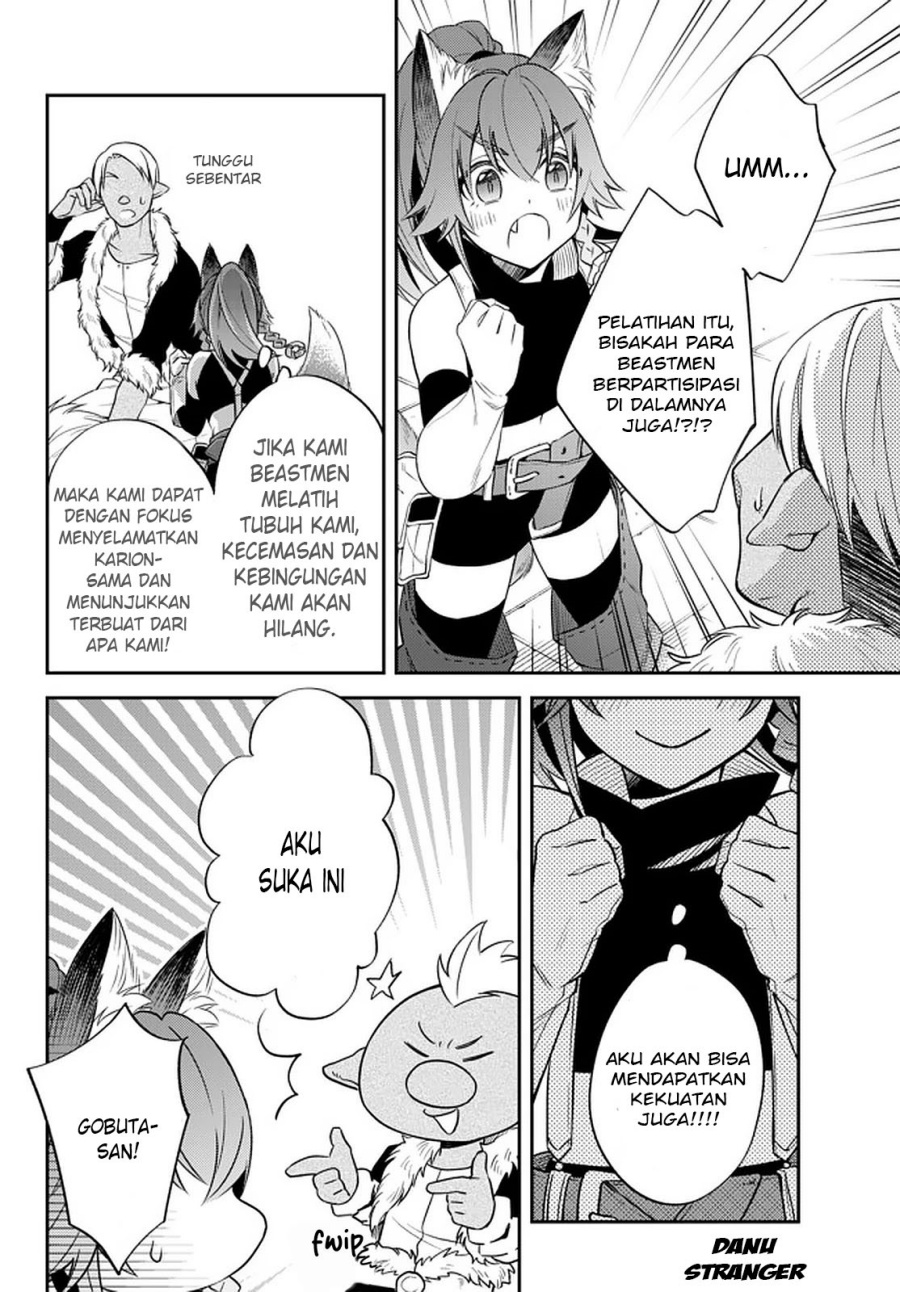 UMM...
PELATIHAN ITU,
BISAKAH PARA
BEASTMEN
BERPARTISIPASI
DI DALAMNYA
JUGA!?!?
TUNGGU
SEBENTAR
JIKA KAMI
BEASTMEN
MELATIH
TUBUH KAMI,
KECEMASAN DAN
KEBINGUNGAN
KAMI AKAN
HILANG.
MAKA KAMI DAPAT
DENGAN FOKUS
MENYELAMATKAN
KARION-
SAMA DAN
MENUNJUKKAN
TERBUAT DARI
APA KAMI!
AKU AKAN BISA
MENDAPATKAN
KEKUATAN
JUGA!!!!
AKU
SUKA INI
GOBUTA-
SAN!
fwip
DANU
STRANGER